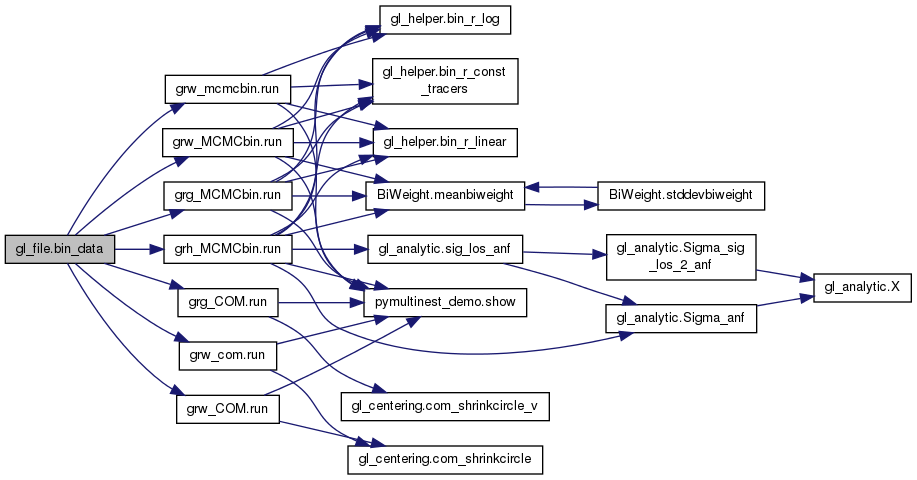 gl_file.bin_data
grw_mcmcbin.run
grw_MCMCbin.run
grg_MCMCbin.run
grh_MCMCbin.run
grg_COM.run
grw_com.run
grw_COM.run
gl_helper.bin_r_log
gl_helper.bin_r_const
_tracers
gl_helper.bin_r_linear
BiWeight.meanbiweight
gl_analytic.sig_los_anf
pymultinest_demo.show
gl_centering.com_shrinkcircle_v
gl_centering.com_shrinkcircle
BiWeight.stddevbiweight
gl_analytic.Sigma_sig
_los_2_anf
gl_analytic.Sigma_anf
gl_analytic.X